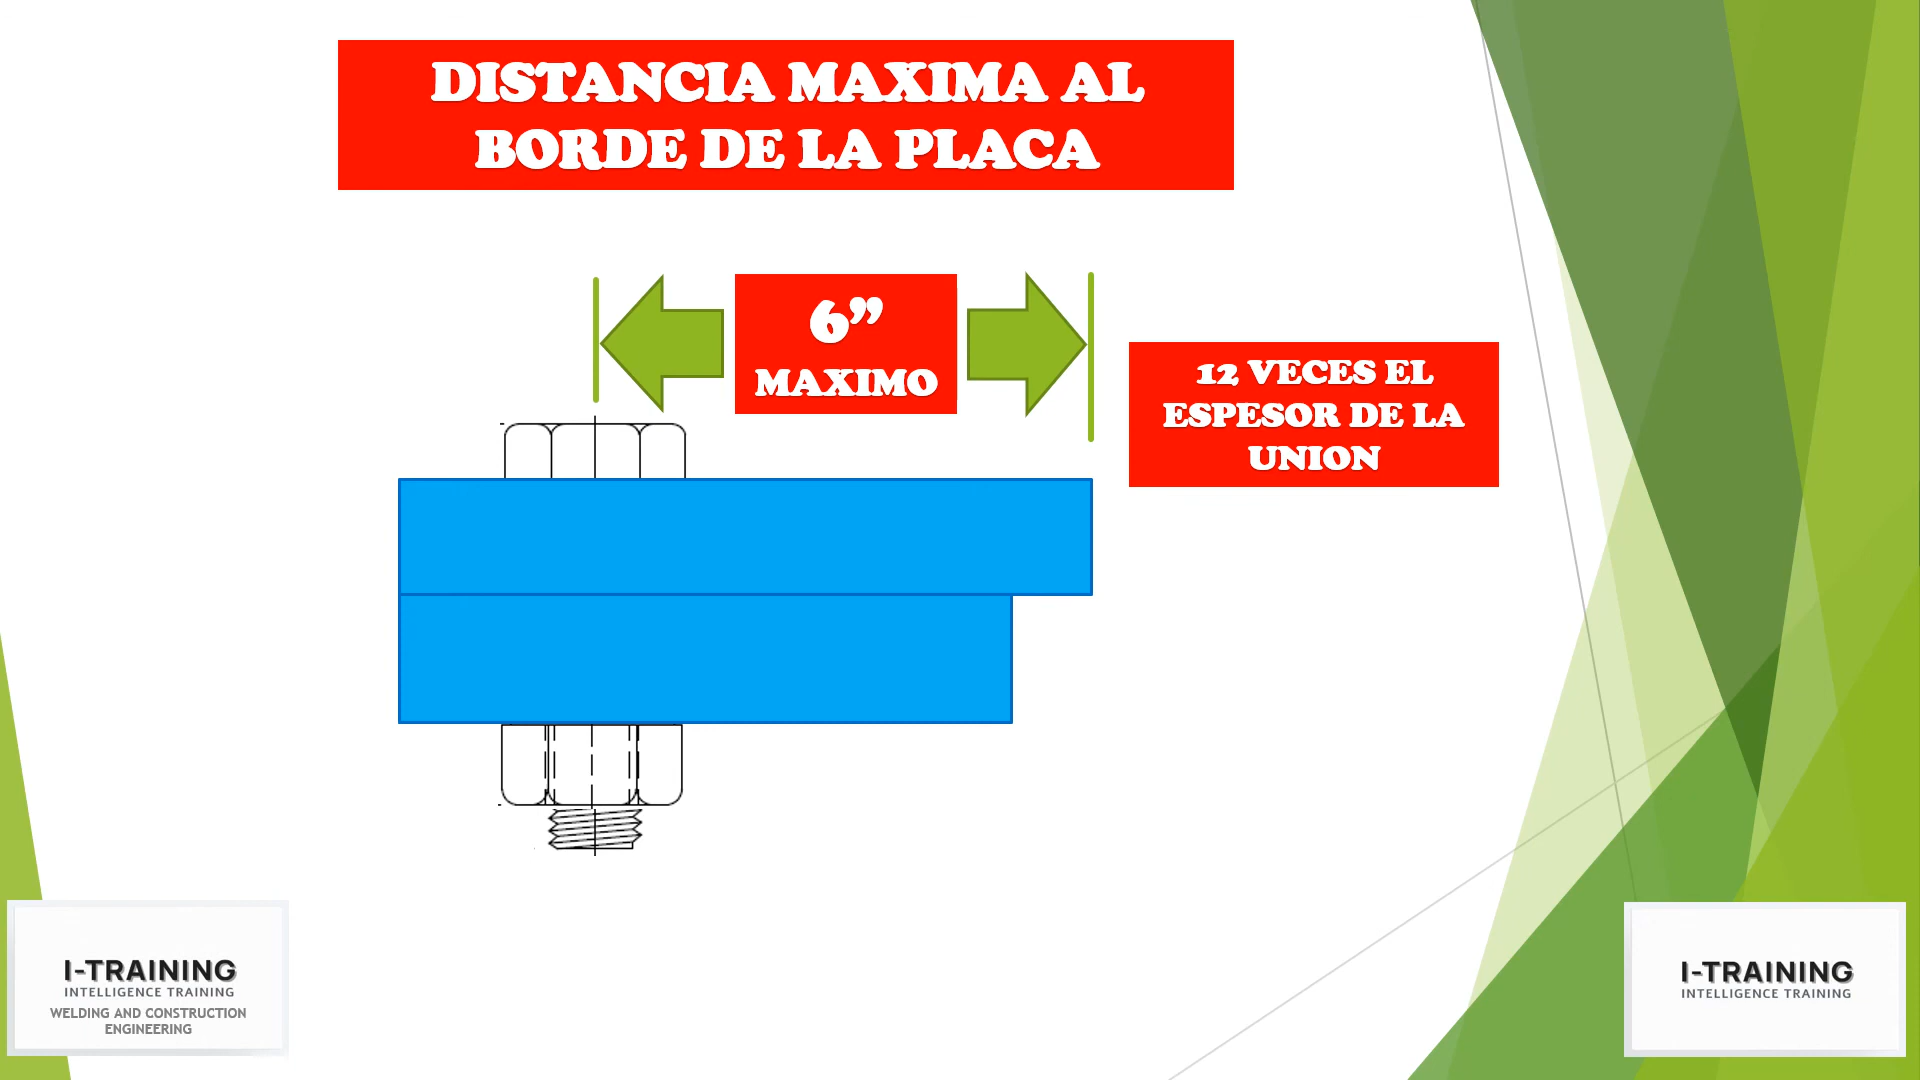 DISTANCIA MAXIMA AL
BORDE DE LA PLACA
6”
MAXIMO
12 VECES EL
ESPESOR DE LA
UNION
I-TRAINING
INTELLIGENCE TRAINING
WELDING AND CONSTRUCTION
ENGINEERING
I-TRAINING
INTELLIGENCE TRAINING